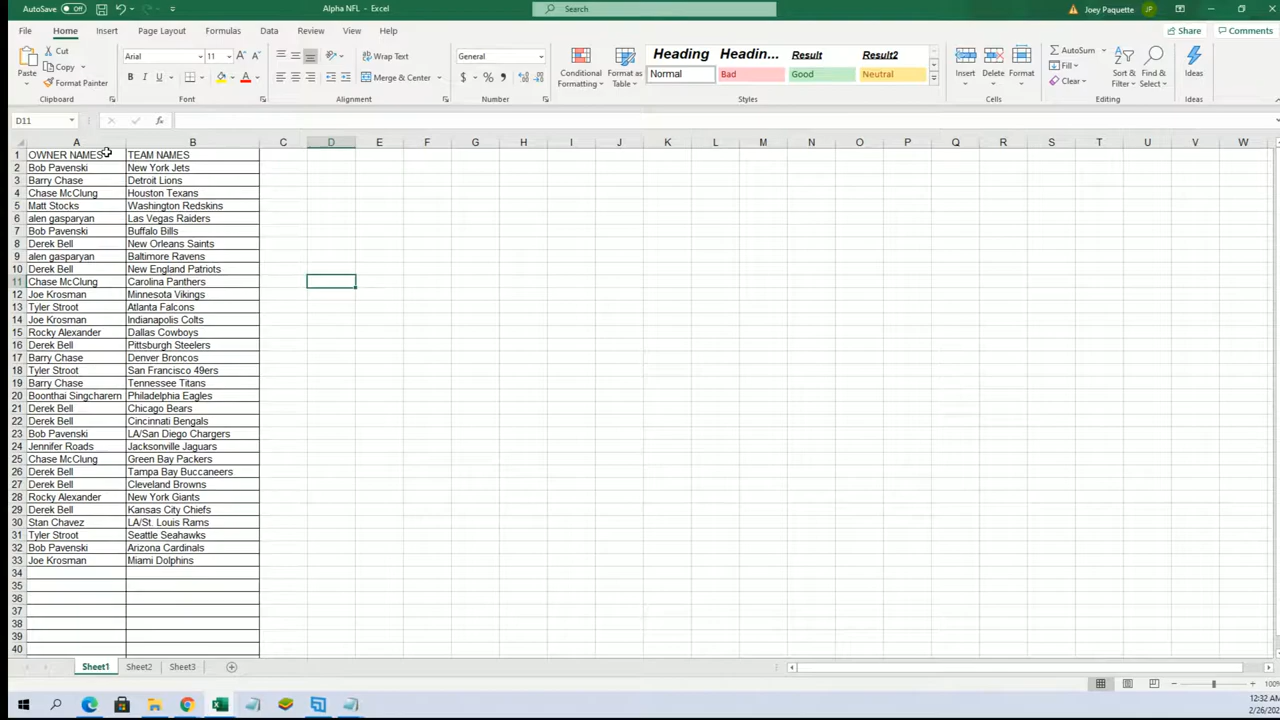 AutoSave Off Alpha NFL - Excel Search Joey Paquette JP
File Home Insert Page Layout Formulas Data Review View Help Share Comments
Cut Arial 11 Wrap Text General Heading Headin... Result Result2 AutoSum
Copy Fill
Paste Format Painter B I U A Merge & Center $ % Conditional Formatting Format as Table Normal Bad Good Neutral Insert Delete Format Clear Sort & Filter Find & Select Ideas
Clipboard Font Alignment Number Styles Cells Editing Ideas
D11 fx
A B C D E F G H I J K L M N O P Q R S T U V W
1 OWNER NAMES TEAM NAMES
2 Bob Pavenski New York Jets
3 Barry Chase Detroit Lions
4 Chase McClung Houston Texans
5 Matt Stocks Washington Redskins
6 alen gasparyan Las Vegas Raiders
7 Bob Pavenski Buffalo Bills
8 Derek Bell New Orleans Saints
9 alen gasparyan Baltimore Ravens
10 Derek Bell New England Patriots
11 Chase McClung Carolina Panthers
12 Joe Krosman Minnesota Vikings
13 Tyler Stroot Atlanta Falcons
14 Joe Krosman Indianapolis Colts
15 Rocky Alexander Dallas Cowboys
16 Derek Bell Pittsburgh Steelers
17 Barry Chase Denver Broncos
18 Tyler Stroot San Francisco 49ers
19 Barry Chase Tennessee Titans
20 Boonthai Singcharern Philadelphia Eagles
21 Derek Bell Chicago Bears
22 Derek Bell Cincinnati Bengals
23 Bob Pavenski LA/San Diego Chargers
24 Jennifer Roads Jacksonville Jaguars
25 Chase McClung Green Bay Packers
26 Derek Bell Tampa Bay Buccaneers
27 Derek Bell Cleveland Browns
28 Rocky Alexander New York Giants
29 Derek Bell Kansas City Chiefs
30 Stan Chavez LA/St. Louis Rams
31 Tyler Stroot Seattle Seahawks
32 Bob Pavenski Arizona Cardinals
33 Joe Krosman Miami Dolphins
34
35
36
37
38
39
40
Sheet1 Sheet2 Sheet3
100%
12:32 AM
2/26/202